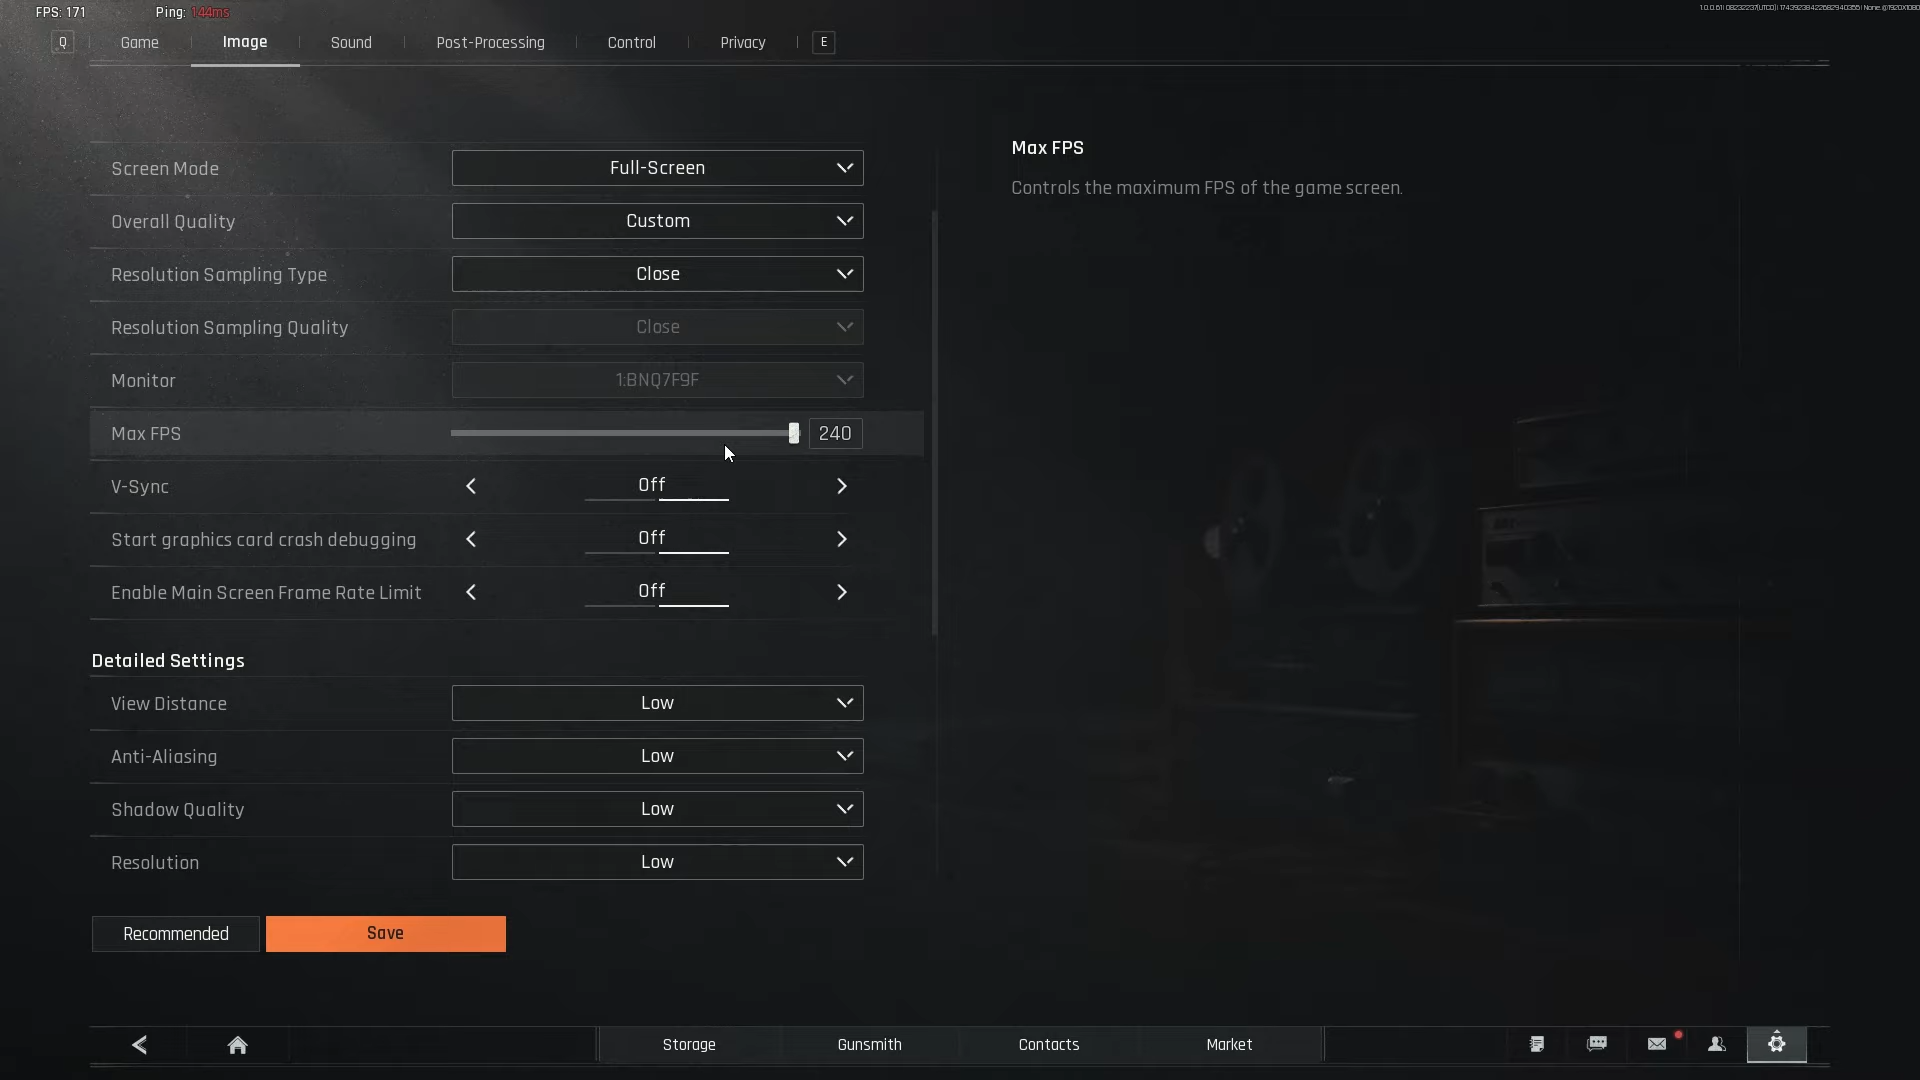 FPS: 171 Ping: 144ms
Q Game Image Sound Post-Processing Control Privacy E
Screen Mode Full-Screen
Overall Quality Custom
Resolution Sampling Type Close
Resolution Sampling Quality Close
Monitor 1:BNQ7F9F
Max FPS 240
V-Sync Off
Start graphics card crash debugging Off
Enable Main Screen Frame Rate Limit Off
Detailed Settings
View Distance Low
Anti-Aliasing Low
Shadow Quality Low
Resolution Low
Recommended Save
Max FPS
Controls the maximum FPS of the game screen.
Storage Gunsmith Contacts Market